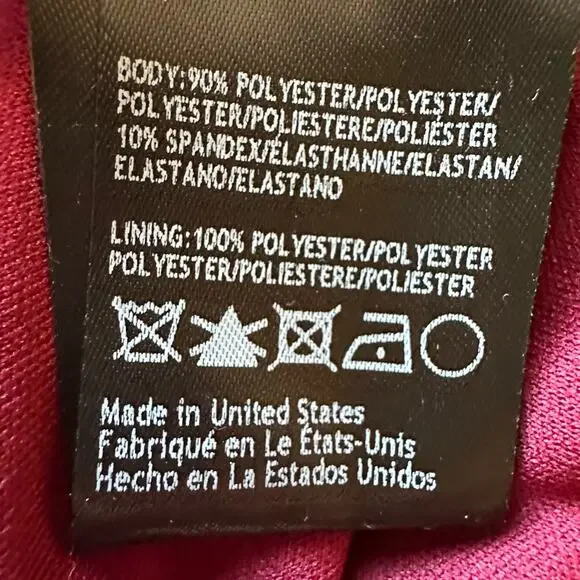 BODY:90% POLYESTER/POLYESTER/
POLYESTER/POLIESTERE/POLIÉSTER
10% SPANDEX/ÉLASTHANNE/ELASTAN/
ELASTANO/ELASTANO
LINING:100% POLYESTER/POLYESTER
POLYESTER/POLIESTERE/POLIÉSTER
Made in United States
Fabriqué en Le États-Unis
Hecho en La Estados Unidos